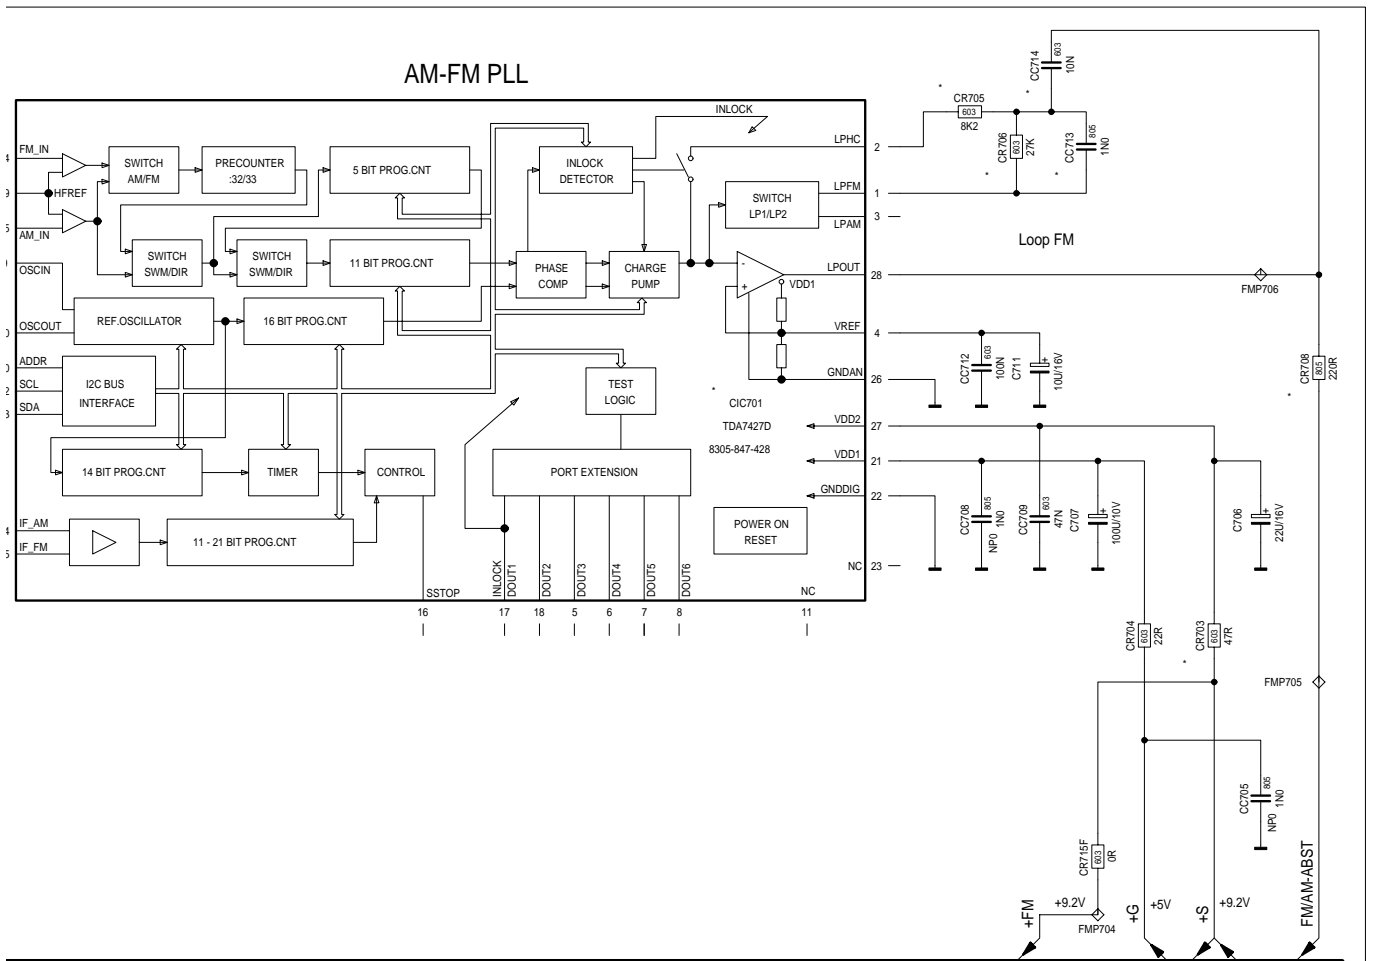 AM-FM PLL
INLOCK
FM_IN
HFREF
AM_IN
OSCIN
OSCOUT
ADDR
SCL
SDA
IF_AM
IF_FM
SWITCH
AM/FM
PRECOUNTER
:32/33
5 BIT PROG.CNT
INLOCK
DETECTOR
SWITCH
LP1/LP2
SWITCH
SWM/DIR
SWITCH
SWM/DIR
11 BIT PROG.CNT
PHASE
COMP
CHARGE
PUMP
-
+
VDD1
REF.OSCILLATOR
16 BIT PROG.CNT
I2C BUS
INTERFACE
TEST
LOGIC
*
CIC701
TDA7427D
8305-847-428
14 BIT PROG.CNT
TIMER
CONTROL
PORT EXTENSION
11 - 21 BIT PROG.CNT
POWER ON
RESET
LPHC 2
LPFM 1
LPAM 3
LPOUT 28
VREF 4
GNDAN 26
VDD2 27
VDD1 21
GNDDIG 22
NC 23
SSTOP
16
INLOCK
DOUT1
17
DOUT2
18
DOUT3
5
DOUT4
6
DOUT5
7
DOUT6
8
NC
11
*
CR705
603
8K2
*
CC714
603
10N
CR706
603
27K
*
CC713
805
1N0
*
Loop FM
FMP706
CC712
603
100N
C711
+
10U/16V
CR708
805
220R
*
CC708
805
1N0
NP0
CC709
603
47N
C707
+
100U/10V
C706
+
22U/16V
CR704
603
22R
CR703
603
47R
*
FMP705
CC705
805
1N0
NP0
CR715F
603
0R
+FM
+9.2V
FMP704
+G
+5V
+S
+9.2V
FM/AM-ABST